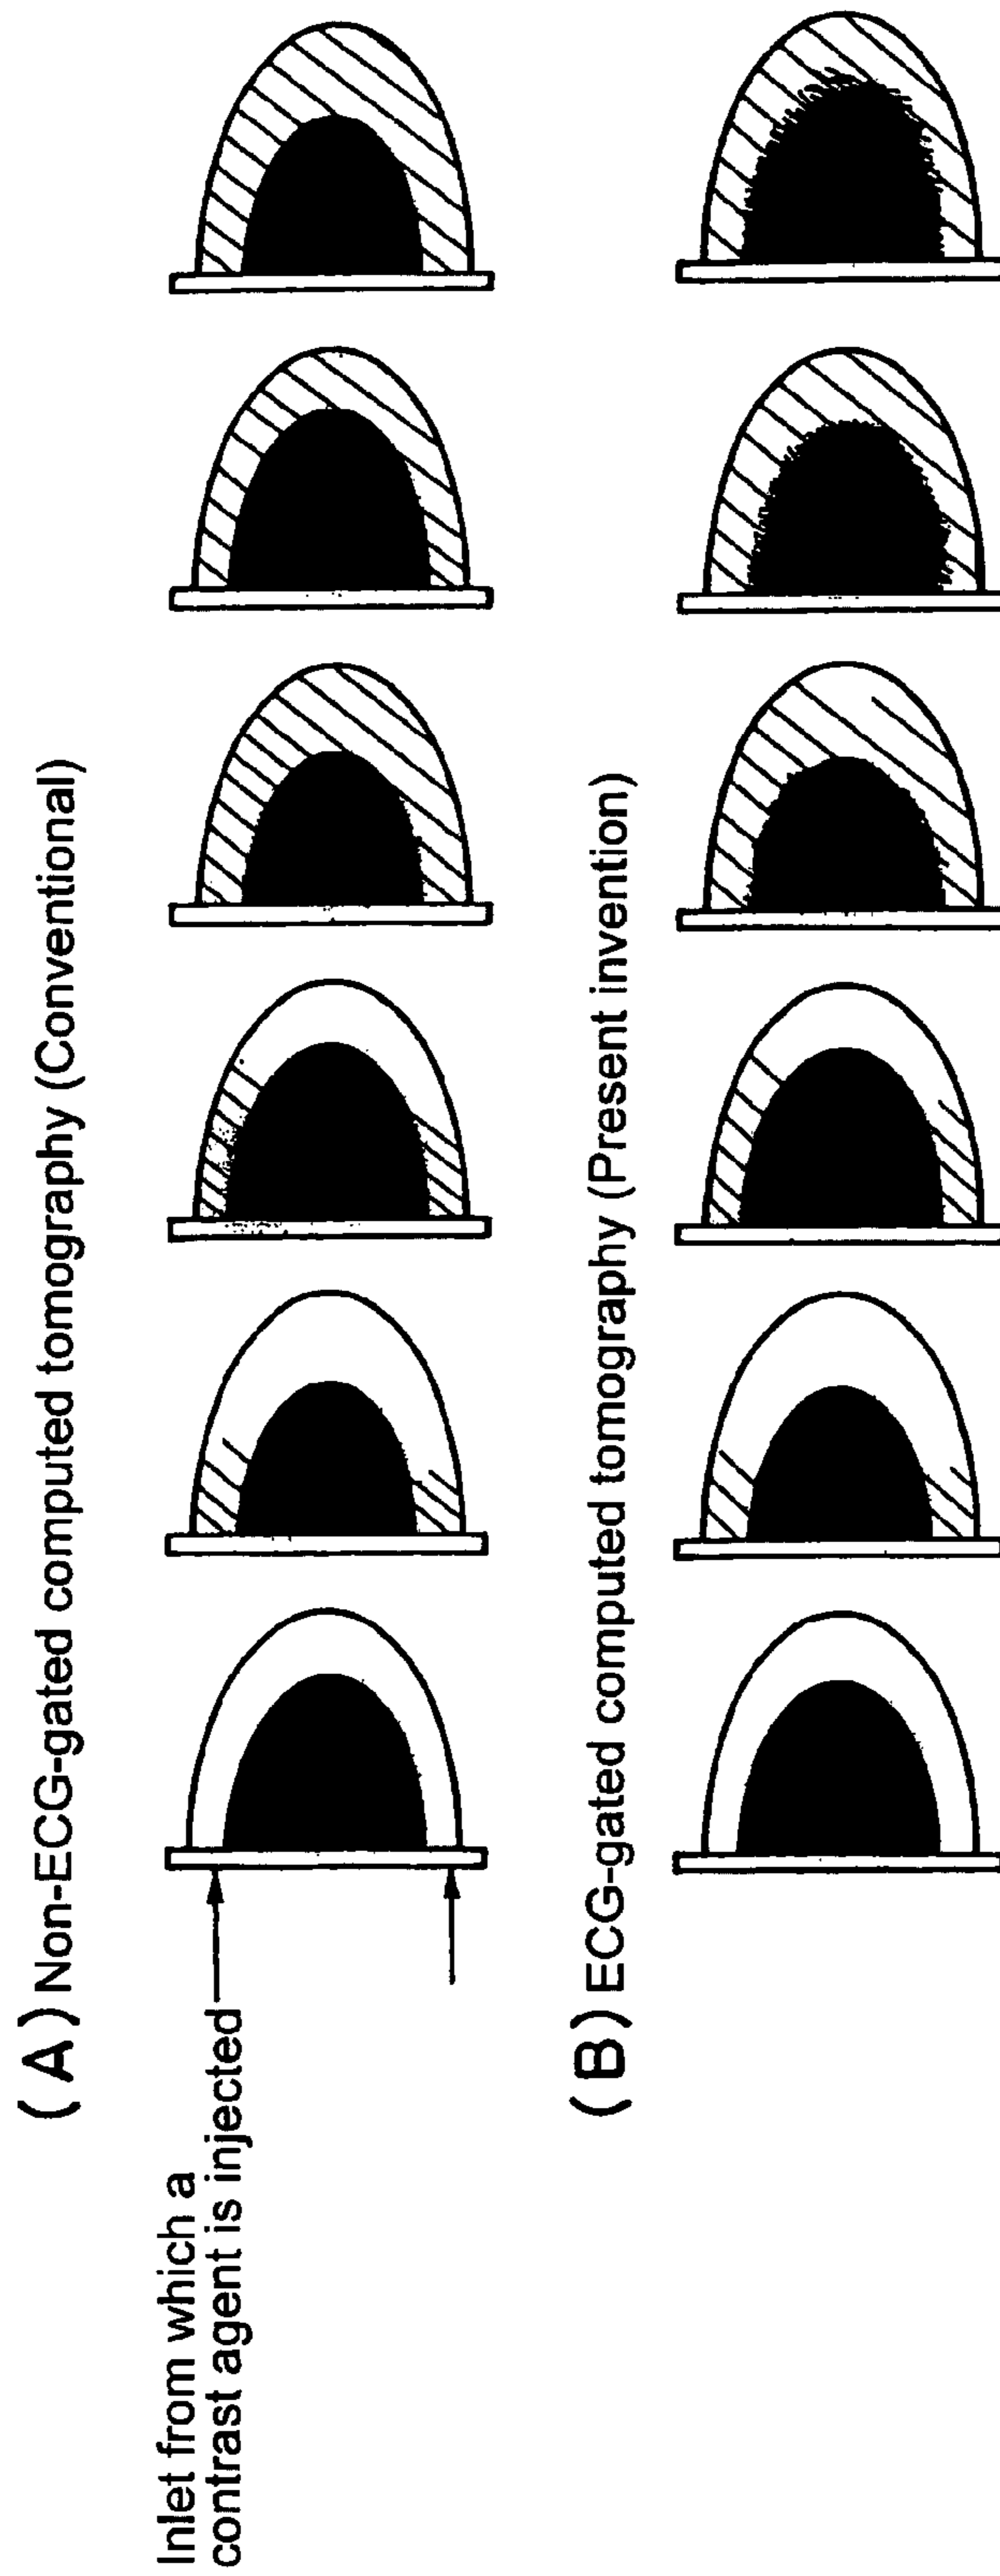 (A) Non-ECG-gated computed tomography (Conventional)
Inlet from which a
contrast agent is injected
(B) ECG-gated computed tomography (Present invention)